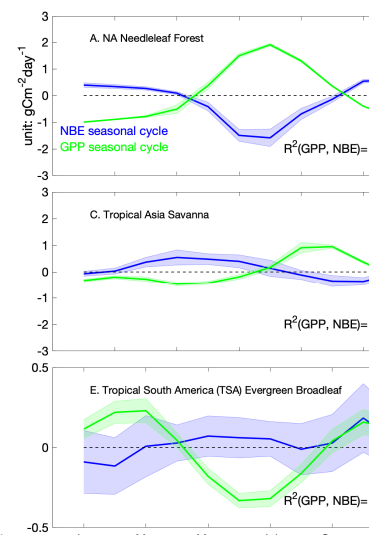 3
A. NA Needleleaf Forest
2
1
0
-1
NBE seasonal cycle
GPP seasonal cycle
-2
R²(GPP, NBE)=
-3
unit: gCm⁻²day⁻¹
3
C. Tropical Asia Savanna
2
1
0
-1
-2
R²(GPP, NBE)=
-3
0.5
E. Tropical South America (TSA) Evergreen Broadleaf
0
R²(GPP, NBE)=
-0.5